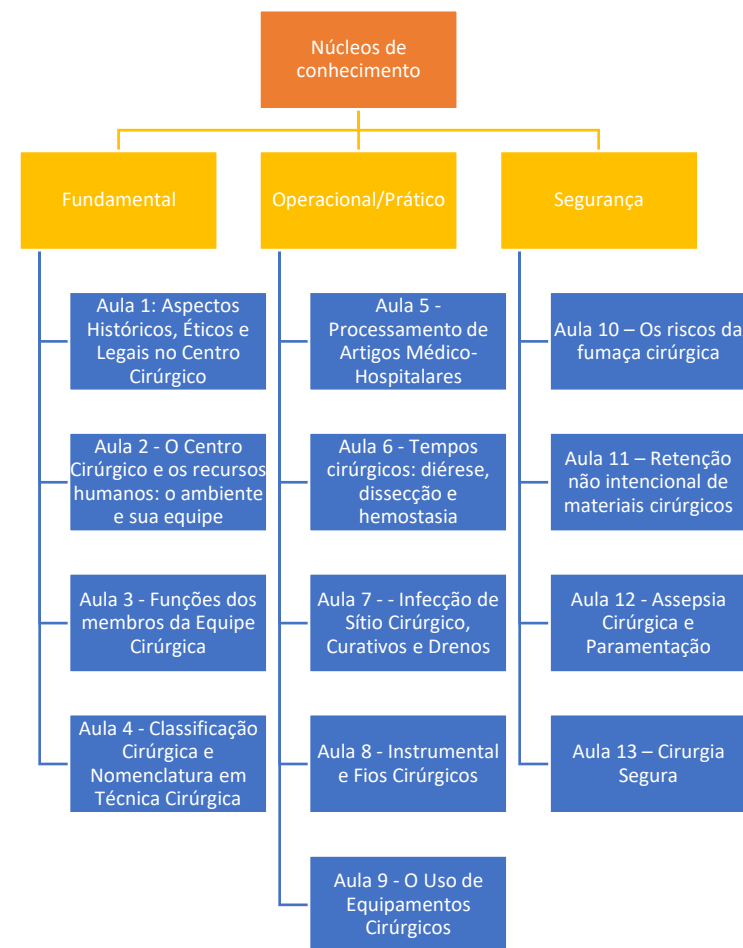 Núcleos de
conhecimento
Fundamental
Aula 1: Aspectos
Históricos, Éticos e
Legais no Centro
Cirúrgico
Aula 2 - O Centro
Cirúrgico e os recursos
humanos: o ambiente
e sua equipe
Aula 3 - Funções dos
membros da Equipe
Cirúrgica
Aula 4 - Classificação
Cirúrgica e
Nomenclatura em
Técnica Cirúrgica
Operacional/Prático
Aula 5 -
Processamento de
Artigos Médico-
Hospitalares
Aula 6 - Tempos
cirúrgicos: diérese,
dissecção e
hemostasia
Aula 7 - - Infecção de
Sítio Cirúrgico,
Curativos e Drenos
Aula 8 - Instrumental
e Fios Cirúrgicos
Aula 9 - O Uso de
Equipamentos
Cirúrgicos
Segurança
Aula 10 – Os riscos da
fumaça cirúrgica
Aula 11 – Retenção
não intencional de
materiais cirúrgicos
Aula 12 - Assepsia
Cirúrgica e
Paramentação
Aula 13 – Cirurgia
Segura